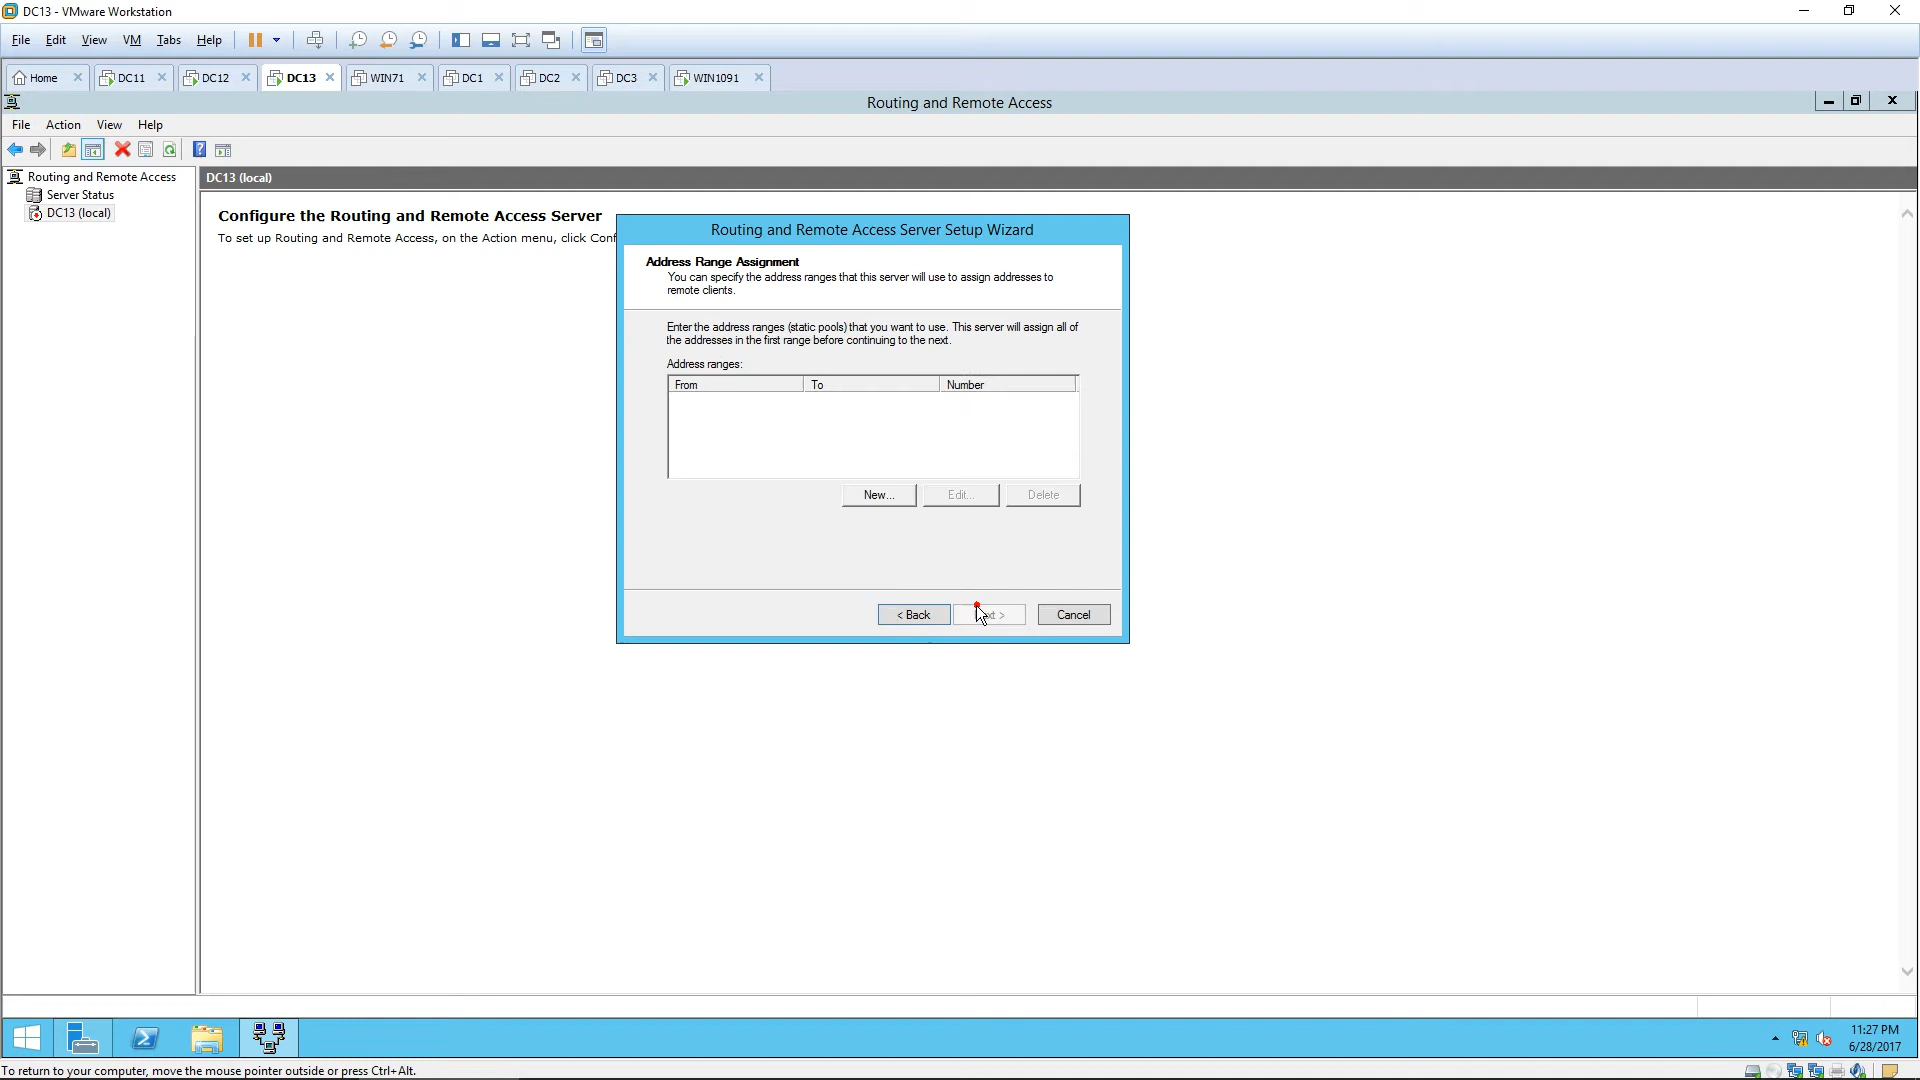 DC13 - VMware Workstation
File Edit View VM Tabs Help
Home DC11 DC12 DC13 WIN71 DC1 DC2 DC3 WIN1091
Routing and Remote Access
File Action View Help
Routing and Remote Access
Server Status
DC13 (local)
DC13 (local)
Configure the Routing and Remote Access Server
To set up Routing and Remote Access, on the Action menu, click Conf
Routing and Remote Access Server Setup Wizard
Address Range Assignment
You can specify the address ranges that this server will use to assign addresses to
remote clients.
Enter the address ranges (static pools) that you want to use. This server will assign all of
the addresses in the first range before continuing to the next.
Address ranges:
From To Number
New... Edit... Delete
< Back >
Cancel
11:27 PM
6/28/2017
To return to your computer, move the mouse pointer outside or press Ctrl+Alt.